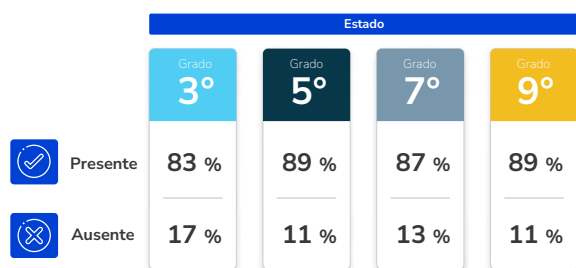 Estado
Grado Grado Grado Grado
3° 5° 7° 9°
Presente 83 % 89 % 87 % 89 %
Ausente 17 % 11 % 13 % 11 %